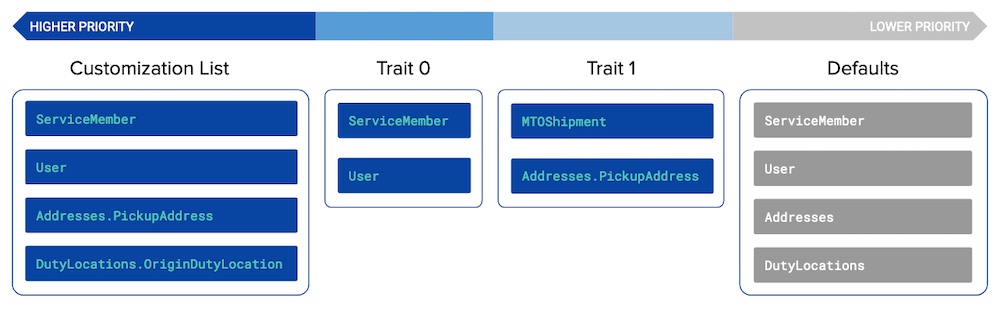 HIGHER PRIORITY
LOWER PRIORITY
Customization List
Trait 0
Trait 1
Defaults
ServiceMember
User
Addresses.PickupAddress
DutyLocations.OriginDutyLocation
ServiceMember
User
MTOShipment
Addresses.PickupAddress
ServiceMember
User
Addresses
DutyLocations